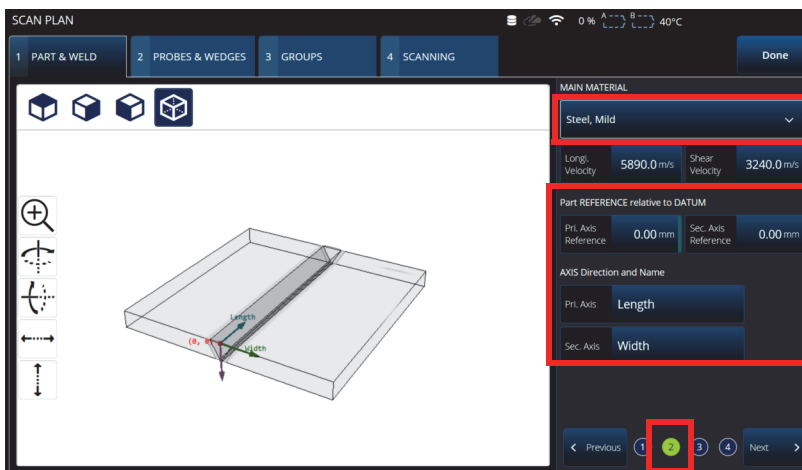 SCAN PLAN
0 % A B 40°C
1 PART & WELD
2 PROBES & WEDGES
3 GROUPS
4 SCANNING
Done
MAIN MATERIAL
Steel, Mild
Longi. Velocity 5890.0 m/s Shear Velocity 3240.0 m/s
Part REFERENCE relative to DATUM
Pri. Axis Reference 0.00 mm Sec. Axis Reference 0.00 mm
AXIS Direction and Name
Pri. Axis Length
Sec. Axis Width
Length
(0, Width
Previous 1 2 3 4 Next